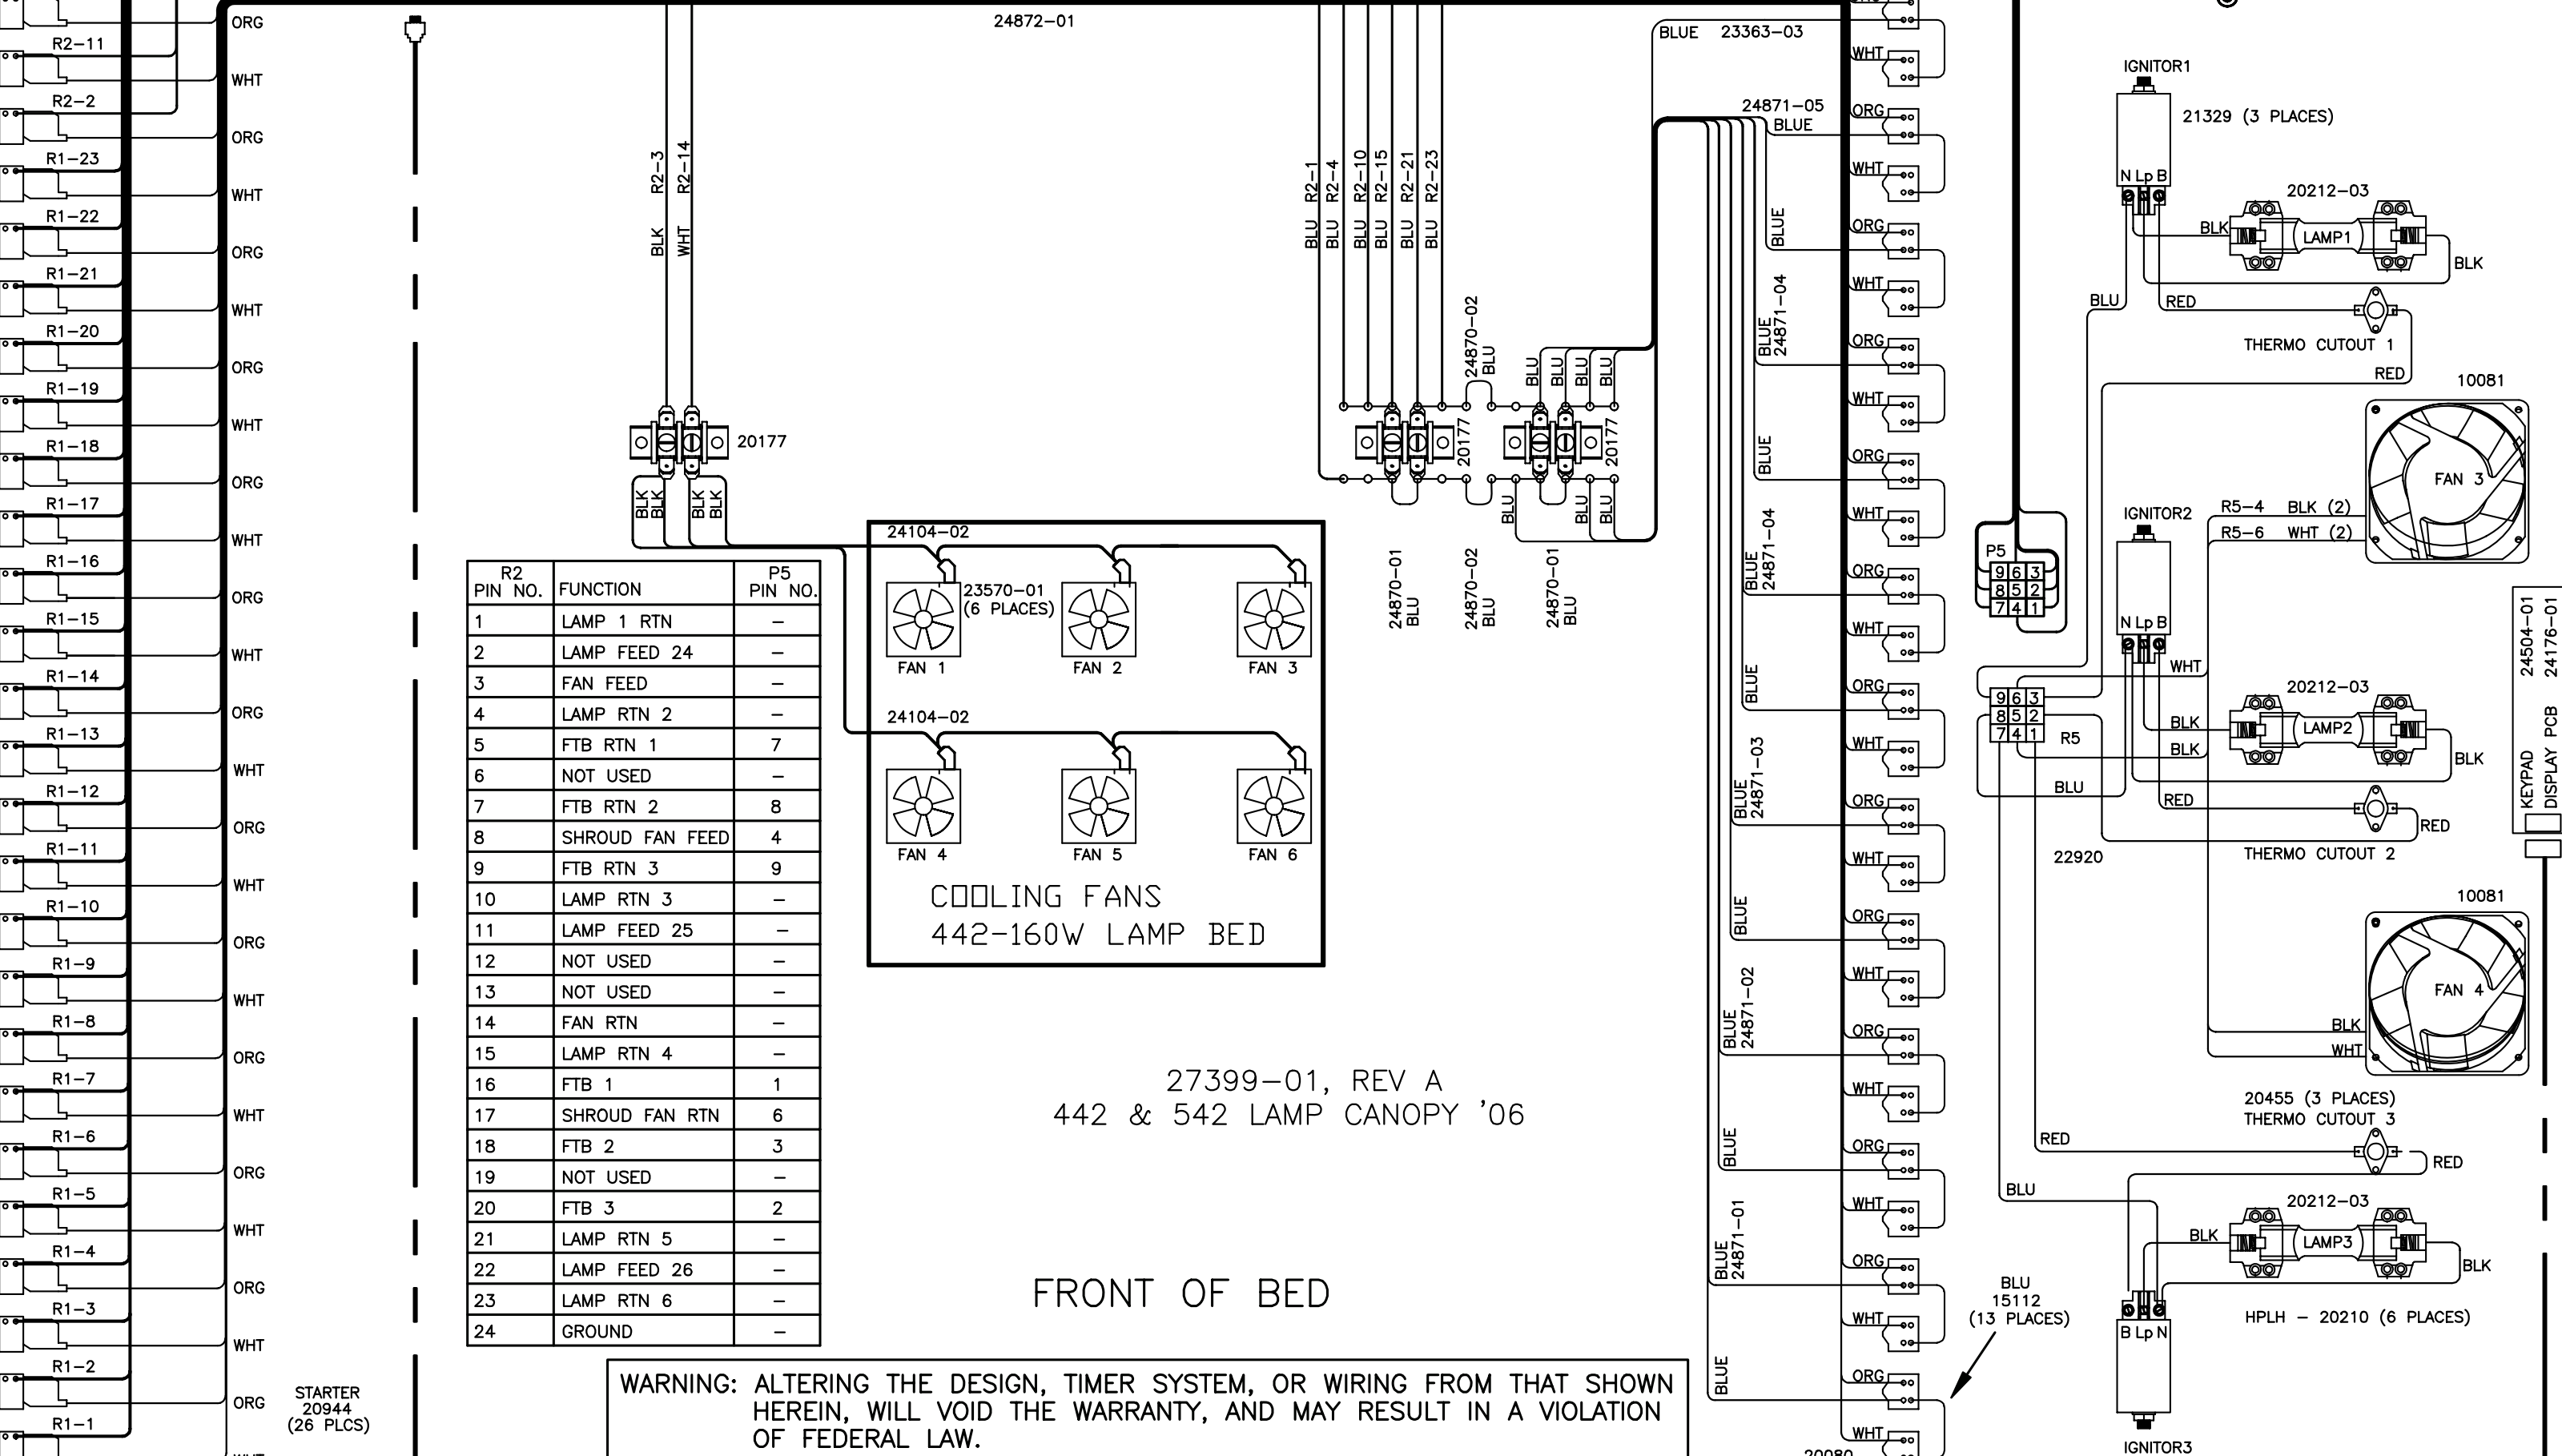 ORG
R2-11
WHT
R2-2
ORG
R1-23
WHT
R1-22
ORG
R1-21
WHT
R1-20
ORG
R1-19
WHT
R1-18
ORG
R1-17
WHT
R1-16
ORG
R1-15
WHT
R1-14
ORG
R1-13
WHT
R1-12
ORG
R1-11
WHT
R1-10
ORG
R1-9
WHT
R1-8
ORG
R1-7
WHT
R1-6
ORG
R1-5
WHT
R1-4
ORG
R1-3
WHT
R1-2
ORG
R1-1
STARTER
20944
(26 PLCS)
24872-01
BLK R2-3
WHT R2-14
20177
BLK
BLK
BLK
BLK
R2 PIN NO. FUNCTION P5 PIN NO.
1 LAMP 1 RTN -
2 LAMP FEED 24 -
3 FAN FEED -
4 LAMP RTN 2 -
5 FTB RTN 1 7
6 NOT USED -
7 FTB RTN 2 8
8 SHROUD FAN FEED 4
9 FTB RTN 3 9
10 LAMP RTN 3 -
11 LAMP FEED 25 -
12 NOT USED -
13 NOT USED -
14 FAN RTN -
15 LAMP RTN 4 -
16 FTB 1 1
17 SHROUD FAN RTN 6
18 FTB 2 3
19 NOT USED -
20 FTB 3 2
21 LAMP RTN 5 -
22 LAMP FEED 26 -
23 LAMP RTN 6 -
24 GROUND -
24104-02
23570-01
(6 PLACES)
FAN 1
FAN 2
FAN 3
24104-02
FAN 4
FAN 5
FAN 6
COOLING FANS
442-160W LAMP BED
27399-01, REV A
442 & 542 LAMP CANOPY '06
FRONT OF BED
WARNING: ALTERING THE DESIGN, TIMER SYSTEM, OR WIRING FROM THAT SHOWN
HEREIN, WILL VOID THE WARRANTY, AND MAY RESULT IN A VIOLATION
OF FEDERAL LAW.
BLU R2-1
BLU R2-4
BLU R2-10
BLU R2-15
BLU R2-21
BLU R2-23
24870-02
BLU
BLU
BLU
BLU
BLU
20177
20177
BLU
BLU
BLU
24870-01
BLU
24870-02
BLU
24870-01
BLU
BLUE 23363-03
24871-05
BLUE
BLUE
BLUE
24871-04
BLUE
BLUE
24871-04
BLUE
BLUE
24871-03
BLUE
BLUE
24871-02
BLUE
BLUE
24871-01
BLUE
WHT
ORG
WHT
ORG
WHT
ORG
WHT
ORG
WHT
ORG
WHT
ORG
WHT
ORG
WHT
ORG
WHT
ORG
WHT
ORG
WHT
ORG
WHT
ORG
WHT
BLU
15112
(13 PLACES)
IGNITOR1
21329 (3 PLACES)
N Lp B
20212-03
BLK
LAMP1
BLK
BLU
RED
THERMO CUTOUT 1
RED
10081
FAN 3
R5-4 BLK (2)
R5-6 WHT (2)
IGNITOR2
P5
9 6 3
8 5 2
7 4 1
N Lp B
WHT
9 6 3
8 5 2
7 4 1
R5
20212-03
BLK
LAMP2
BLK
BLK
BLU
RED
RED
22920
THERMO CUTOUT 2
KEYPAD 24504-01
DISPLAY PCB 24176-01
10081
FAN 4
BLK
WHT
20455 (3 PLACES)
THERMO CUTOUT 3
RED
RED
BLU
20212-03
BLK
LAMP3
BLK
HPLH - 20210 (6 PLACES)
B Lp N
IGNITOR3